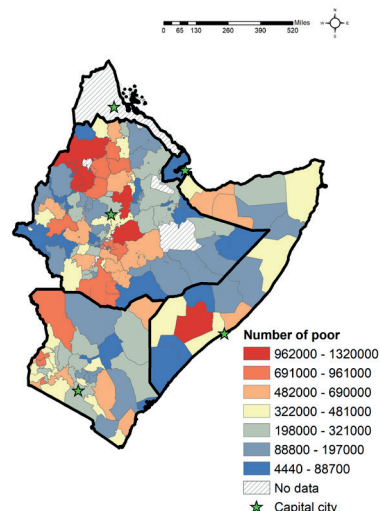 N
Miles
W E
S
0 65 130 260 390 520
Number of poor
962000 - 1320000
691000 - 961000
482000 - 690000
322000 - 481000
198000 - 321000
88800 - 197000
4440 - 88700
No data
Capital city